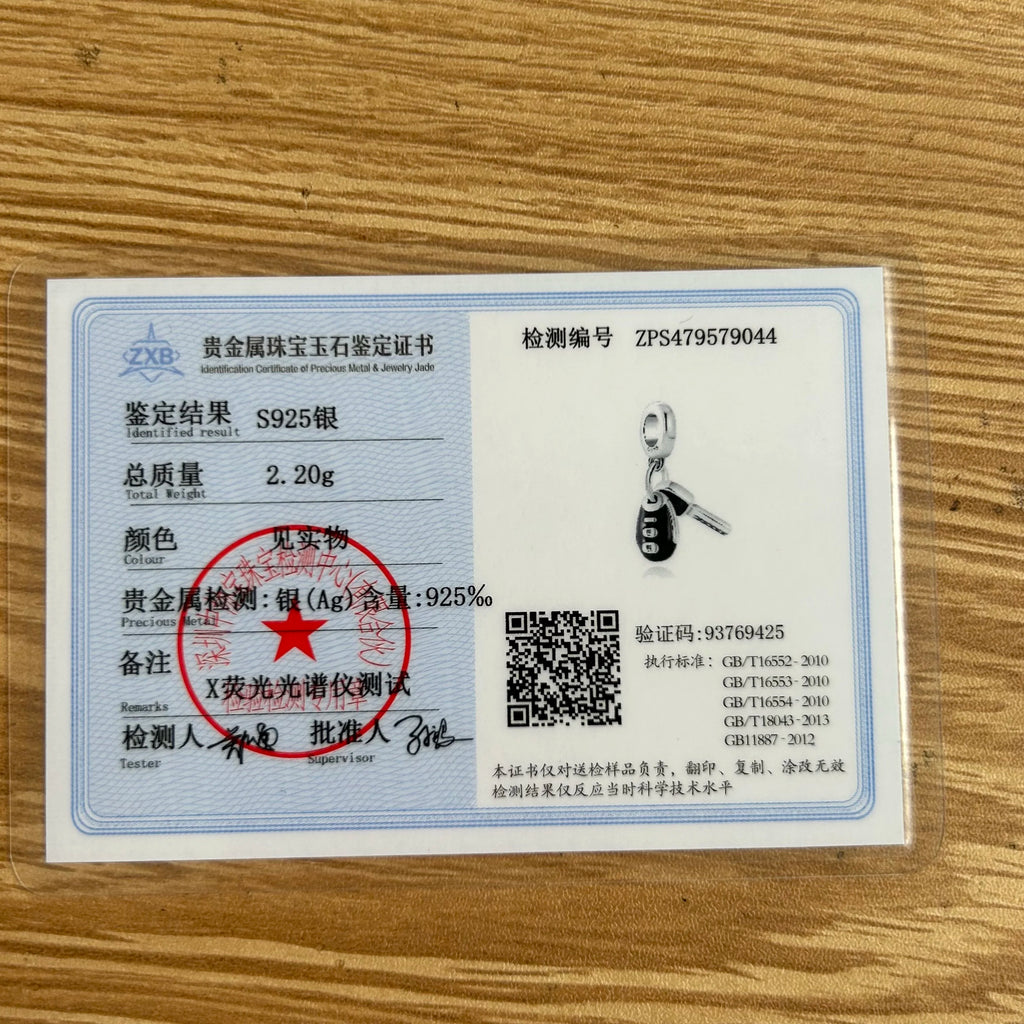 ZXB
贵金属珠宝玉石鉴定证书
Identification Certificate of Precious Metal & Jewelry Jade
鉴定结果 S925银
Identified result
总质量 2.20g
Total Weight
颜色 见实物
Colour
贵金属检测:银(Ag)含量:925‰
Precious Metal
备注
X荧光光谱仪测试
Remarks
检测人 批准人
Tester Supervisor
检验检测专用章
检测编号 ZPS479579044
验证码:93769425
执行标准: GB/T16552-2010
GB/T16553-2010
GB/T16554-2010
GB/T18043-2013
GB11887-2012
本证书仅对送检样品负责，翻印、复制、涂改无效
检测结果仅反应当时科学技术水平